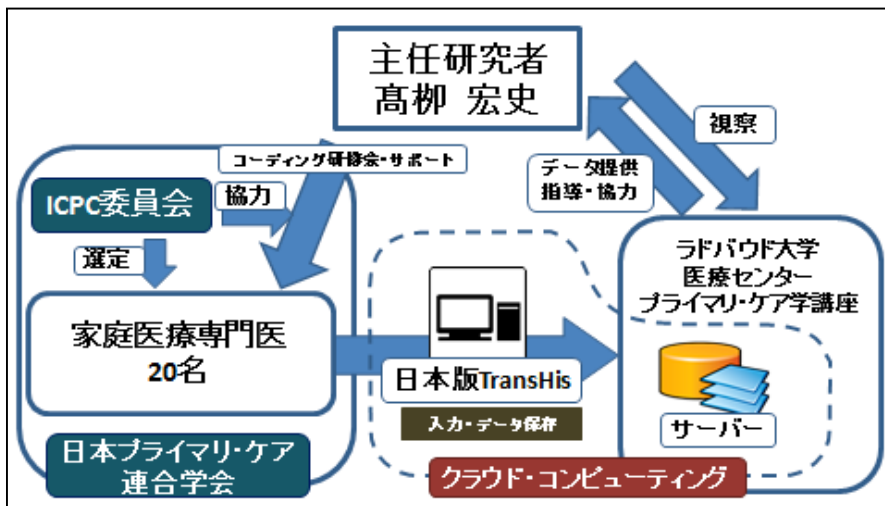 主任研究者
髙栁 宏史
視察
コーディング研修会・サポート
データ提供
指導・協力
ICPC委員会
協力
選定
家庭医療専門医
20名
日本プライマリ・ケア
連合学会
日本版TransHis
入力・データ保存
クラウド・コンピューティング
ラドバウド大学
医療センター
プライマリ・ケア学講座
サーバー